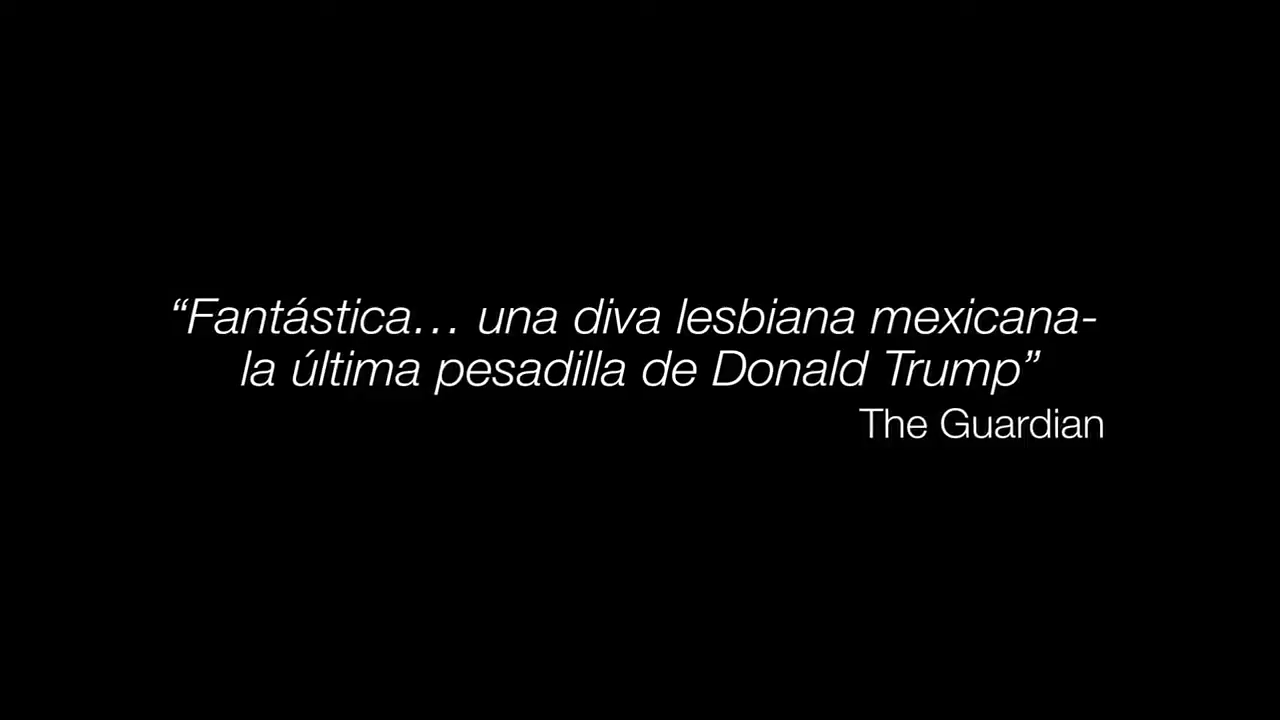 “Fantástica… una diva lesbiana mexicana-
la última pesadilla de Donald Trump”
The Guardian